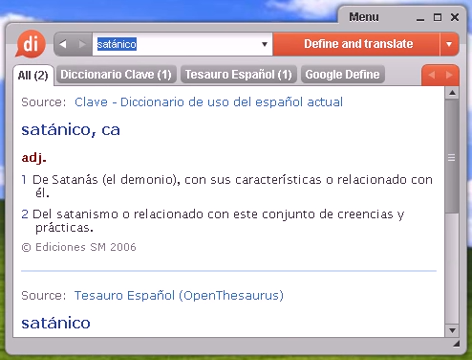 Menu
di
satánico
Define and translate
All (2)
Diccionario Clave (1)
Tesauro Español (1)
Google Define
Source: Clave - Diccionario de uso del español actual
satánico, ca
adj.
1 De Satanás (el demonio), con sus características o relacionado con
él.
2 Del satanismo o relacionado con este conjunto de creencias y
prácticas.
© Ediciones SM 2006
Source: Tesauro Español (OpenThesaurus)
satánico